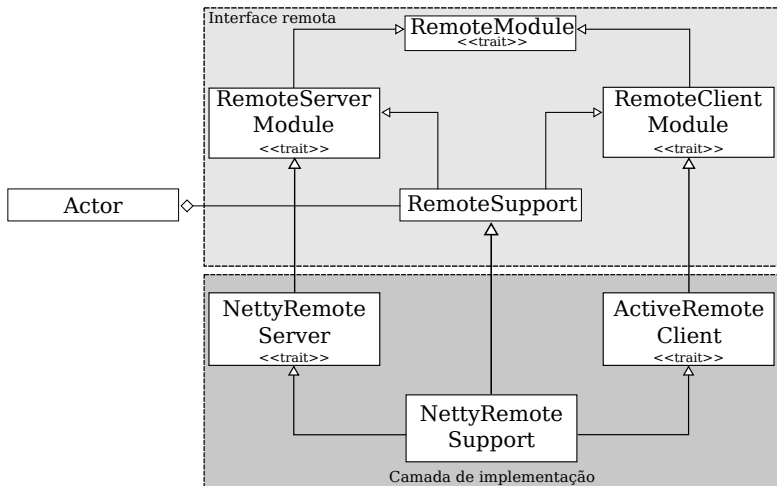 Interface remota
RemoteModule
<<trait>>
RemoteServer
Module
<<trait>>
RemoteClient
Module
<<trait>>
Actor
RemoteSupport
NettyRemote
Server
<<trait>>
ActiveRemote
Client
<<trait>>
NettyRemote
Support
Camada de implementação